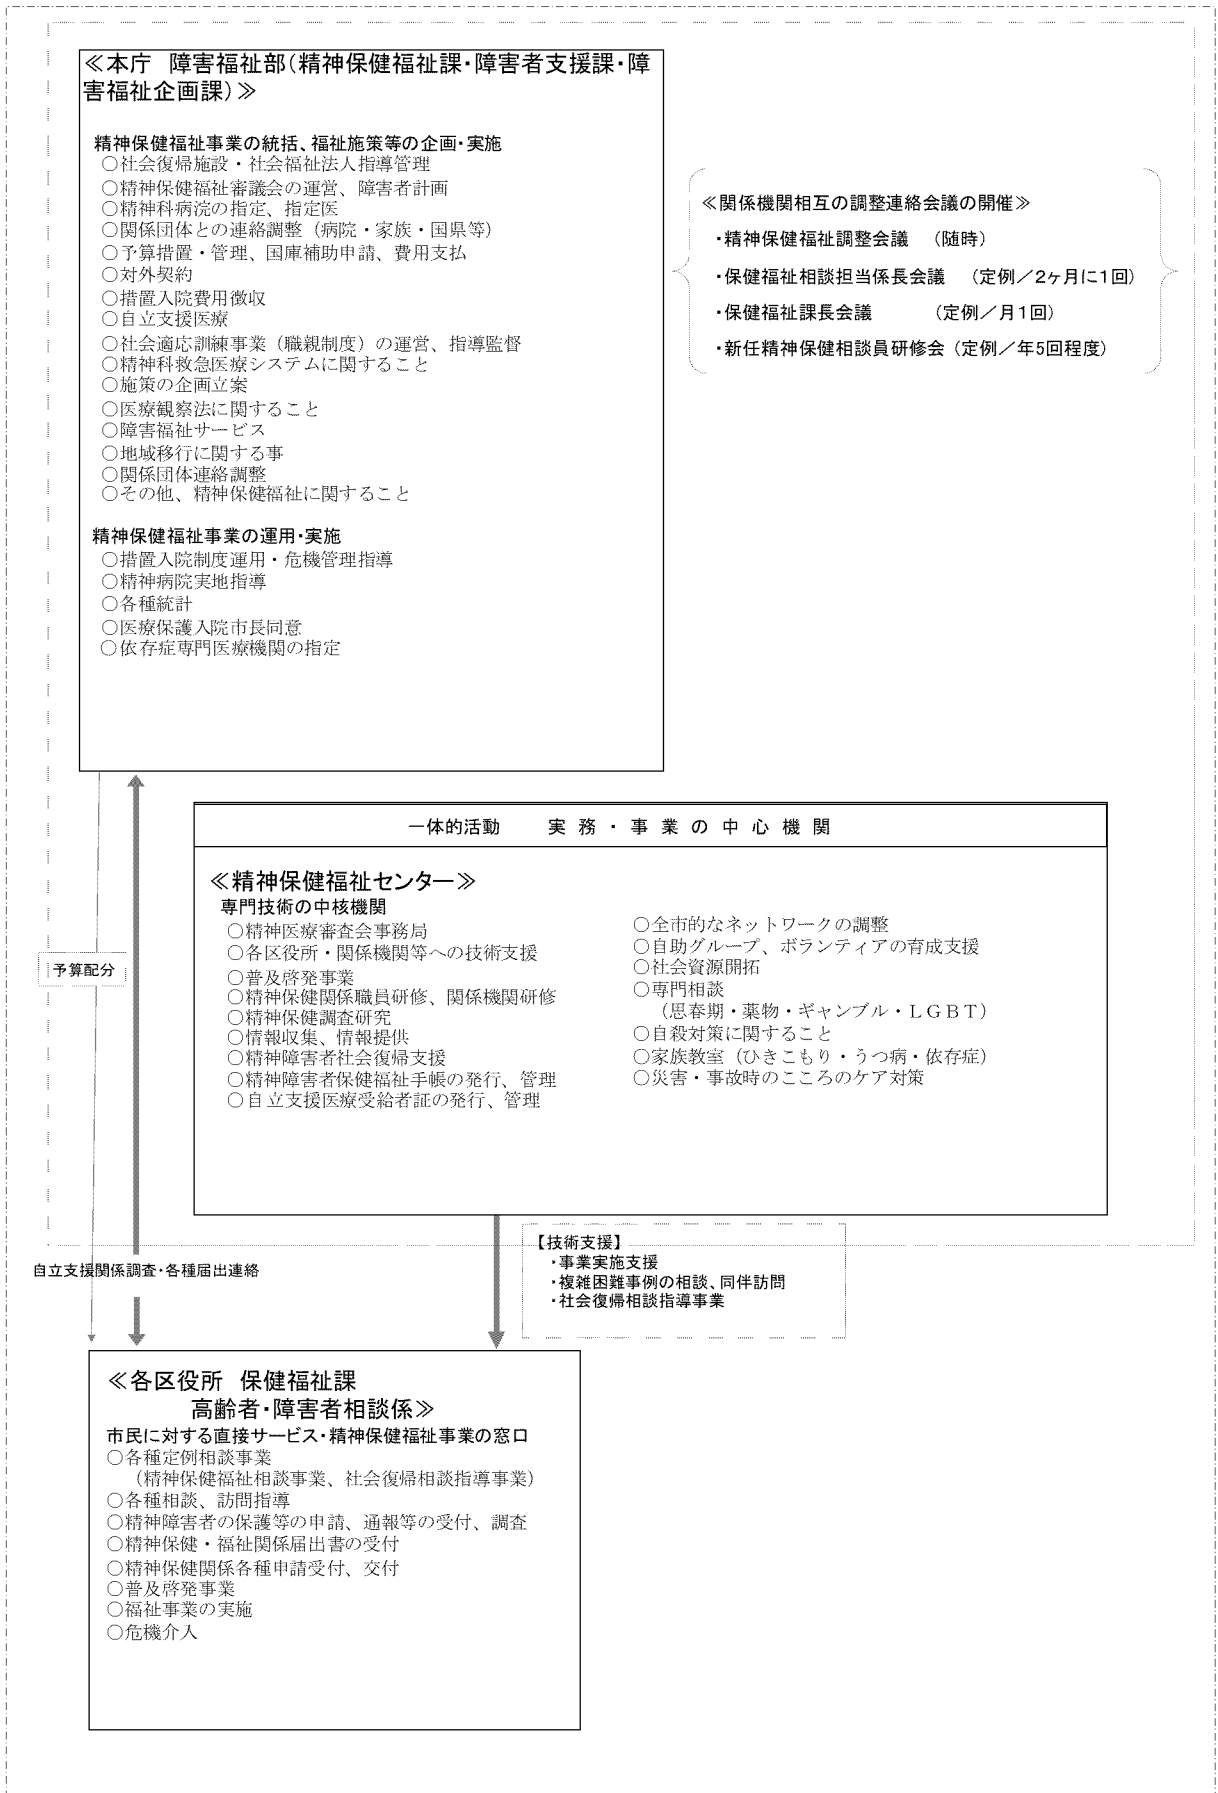 ≪本庁　障害福祉部(精神保健福祉課・障害者支援課・障
害福祉企画課)≫
精神保健福祉事業の統括、福祉施策等の企画・実施
○社会復帰施設・社会福祉法人指導管理
○精神保健福祉審議会の運営、障害者計画
○精神科病院の指定、指定医
○関係団体との連絡調整（病院・家族・国県等）
○予算措置・管理、国庫補助申請、費用支払
○対外契約
○措置入院費用徴収
○自立支援医療
○社会適応訓練事業（職親制度）の運営、指導監督
○精神科救急医療システムに関すること
○施策の企画立案
○医療観察法に関すること
○障害福祉サービス
○地域移行に関する事
○関係団体連絡調整
○その他、精神保健福祉に関すること
精神保健福祉事業の運用・実施
○措置入院制度運用・危機管理指導
○精神病院実地指導
○各種統計
○医療保護入院市長同意
○依存症専門医療機関の指定
≪関係機関相互の調整連絡会議の開催≫
・精神保健福祉調整会議　（随時）
・保健福祉相談担当係長会議　（定例／2ヶ月に1回）
・保健福祉課長会議　（定例／月1回）
・新任精神保健相談員研修会（定例／年5回程度）
一体的活動　実務・事業の中心機関
≪精神保健福祉センター≫
専門技術の中核機関
○精神医療審査会事務局
○各区役所・関係機関等への技術支援
○普及啓発事業
○精神保健関係職員研修、関係機関研修
○精神保健調査研究
○情報収集、情報提供
○精神障害者社会復帰支援
○精神障害者保健福祉手帳の発行、管理
○自立支援医療受給者証の発行、管理
○全市的なネットワークの調整
○自助グループ、ボランティアの育成支援
○社会資源開拓
○専門相談
（思春期・薬物・ギャンブル・ＬＧＢＴ）
○自殺対策に関すること
○家族教室（ひきこもり・うつ病・依存症）
○災害・事故時のこころのケア対策
予算配分
自立支援関係調査・各種届出連絡
【技術支援】
・事業実施支援
・複雑困難事例の相談、同伴訪問
・社会復帰相談指導事業
≪各区役所　保健福祉課
高齢者・障害者相談係≫
市民に対する直接サービス・精神保健福祉事業の窓口
○各種定例相談事業
（精神保健福祉相談事業、社会復帰相談指導事業）
○各種相談、訪問指導
○精神障害者の保護等の申請、通報等の受付、調査
○精神保健・福祉関係届出書の受付
○精神保健関係各種申請受付、交付
○普及啓発事業
○福祉事業の実施
○危機介入